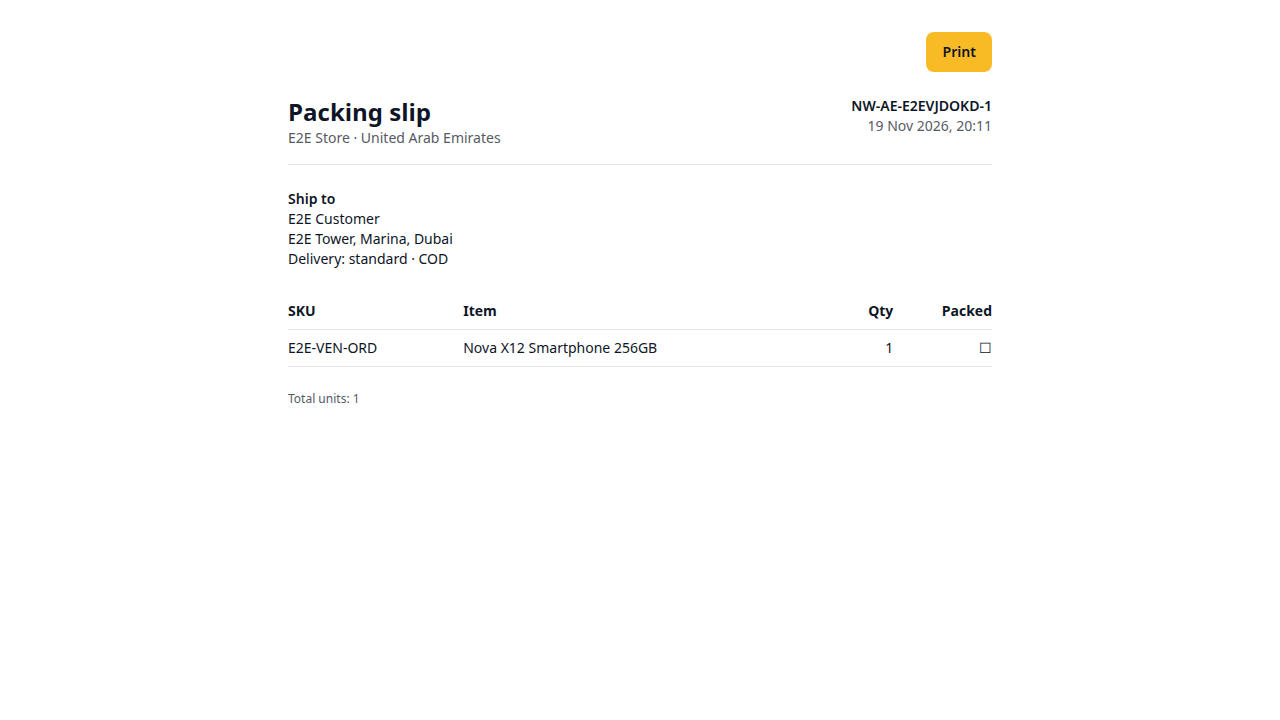 Print
Packing slip
E2E Store · United Arab Emirates
NW-AE-E2EVJDOKD-1
19 Nov 2026, 20:11
Ship to
E2E Customer
E2E Tower, Marina, Dubai
Delivery: standard · COD
SKU Item Qty Packed
E2E-VEN-ORD Nova X12 Smartphone 256GB 1 ☐
Total units: 1